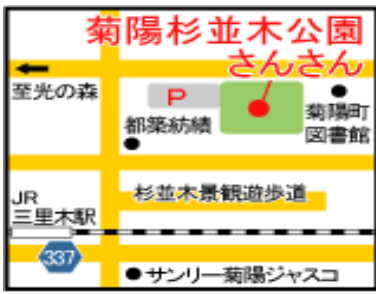 菊陽杉並木公園
さんさん
至光の森
P
都築紡績
菊陽町
図書館
杉並木景観遊歩道
JR
三里木駅
337
サンリー菊陽ジャスコ